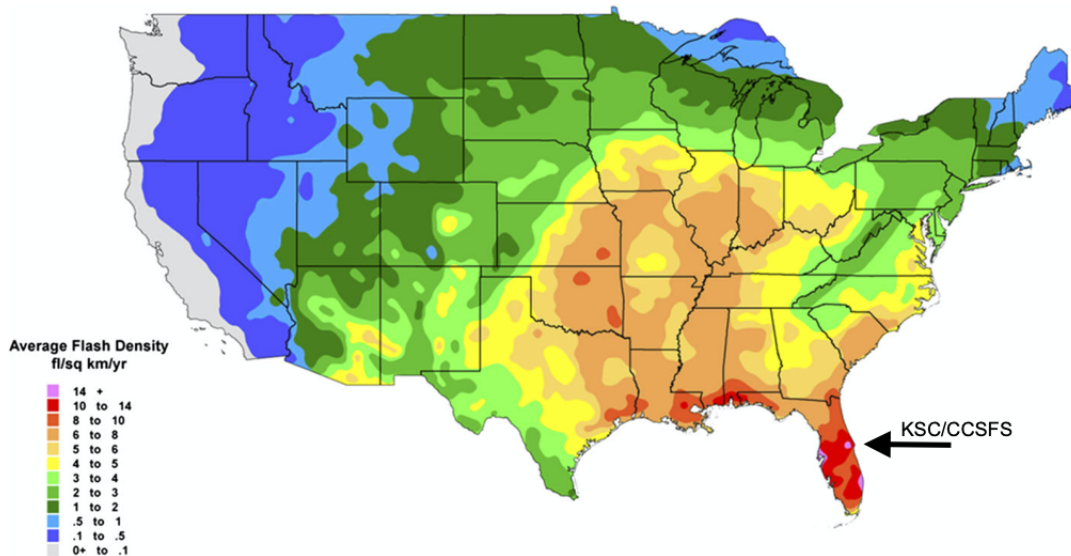 Average Flash Density
fl/sq km/yr
14 +
10 to 14
8 to 10
6 to 8
5 to 6
4 to 5
3 to 4
2 to 3
1 to 2
.5 to 1
.1 to .5
0+ to .1
KSC/CCSFS